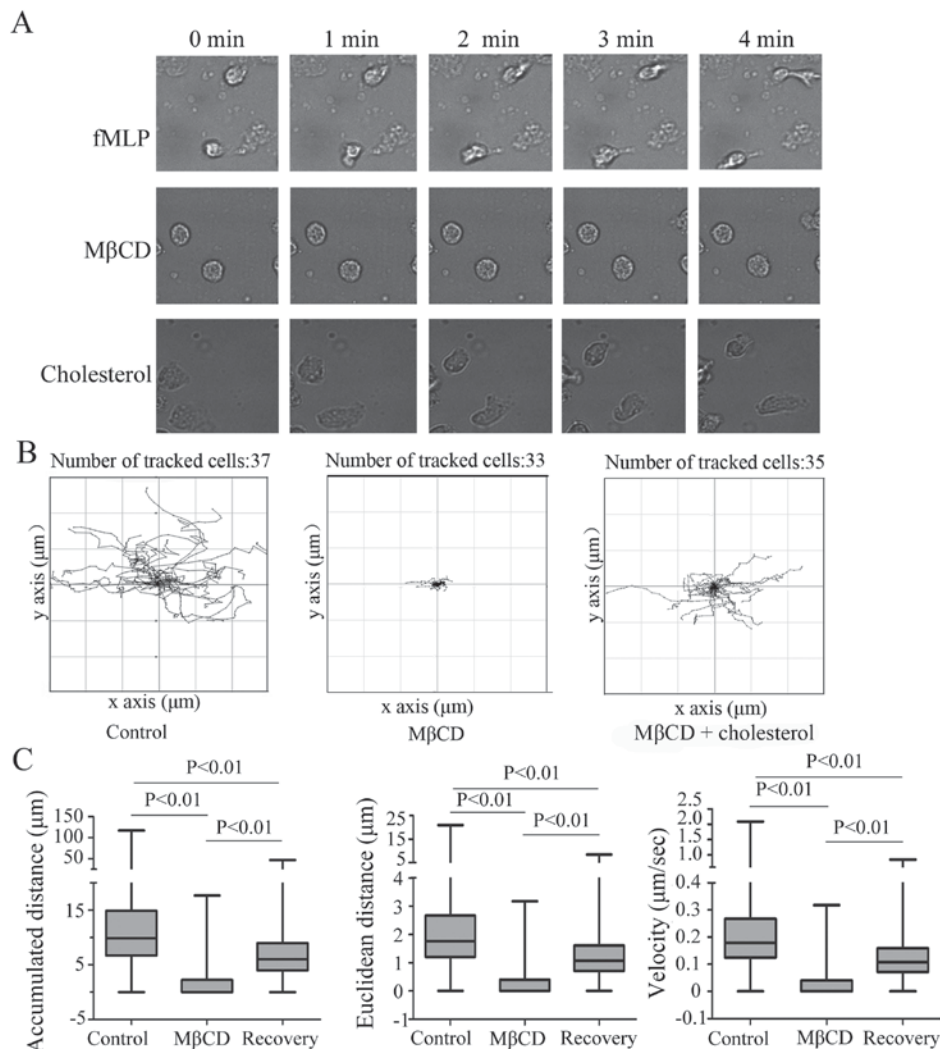 A
0 min 1 min 2 min 3 min 4 min
fMLP
MβCD
Cholesterol
B
Number of tracked cells:37 Number of tracked cells:33 Number of tracked cells:35
y axis (μm) y axis (μm) y axis (μm)
x axis (μm) x axis (μm) x axis (μm)
Control MβCD MβCD + cholesterol
C
Accumulated distance (μm)
150
100
50
15
5
-5
P<0.01
P<0.01
P<0.01
Control MβCD Recovery
Euclidean distance (μm)
25
15
5
4
3
2
1
0
-1
P<0.01
P<0.01
P<0.01
Control MβCD Recovery
Velocity (μm/sec)
2.5
2.0
1.5
1.0
0.4
0.3
0.2
0.1
0
-0.1
P<0.01
P<0.01
P<0.01
Control MβCD Recovery